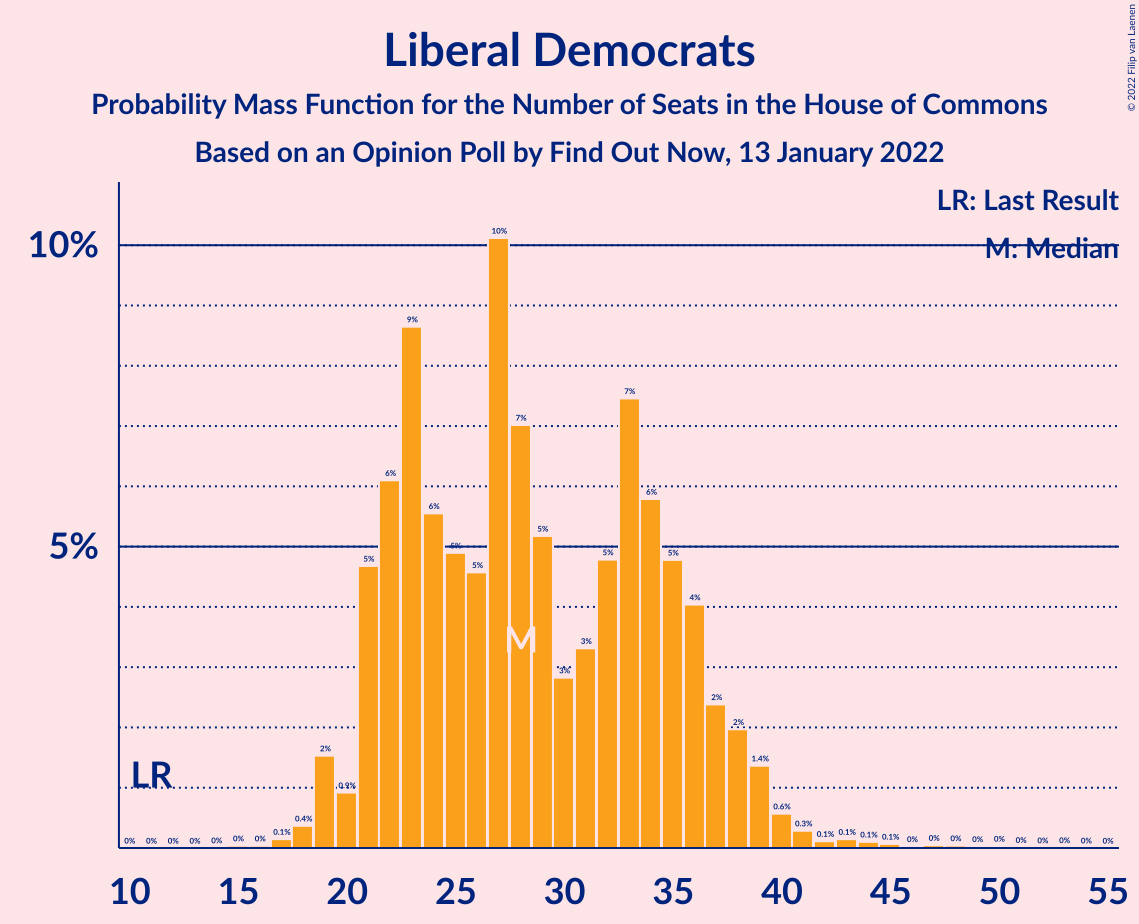 Liberal Democrats
Probability Mass Function for the Number of Seats in the House of Commons
Based on an Opinion Poll by Find Out Now, 13 January 2022
© 2022 Filip van Laenen
LR: Last Result
M: Median
10%
5%
0% 0% 0% 0% 0% 0% 0% 0.1% 0.4% 2% 0.9% 5% 6% 9% 6% 5% 5% 10% 7% 5% 3% 3% 5% 7% 6% 5% 4% 2% 2% 1.4% 0.6% 0.3% 0.1% 0.1% 0.1% 0.1% 0% 0% 0% 0% 0% 0% 0% 0% 0% 0%
M
LR
10 15 20 25 30 35 40 45 50 55